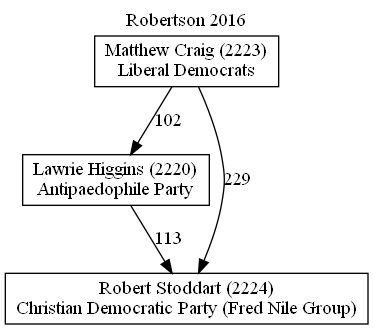 Robertson 2016
Matthew Craig (2223)
Liberal Democrats
102
Lawrie Higgins (2220)
Antipaedophile Party
229
113
Robert Stoddart (2224)
Christian Democratic Party (Fred Nile Group)